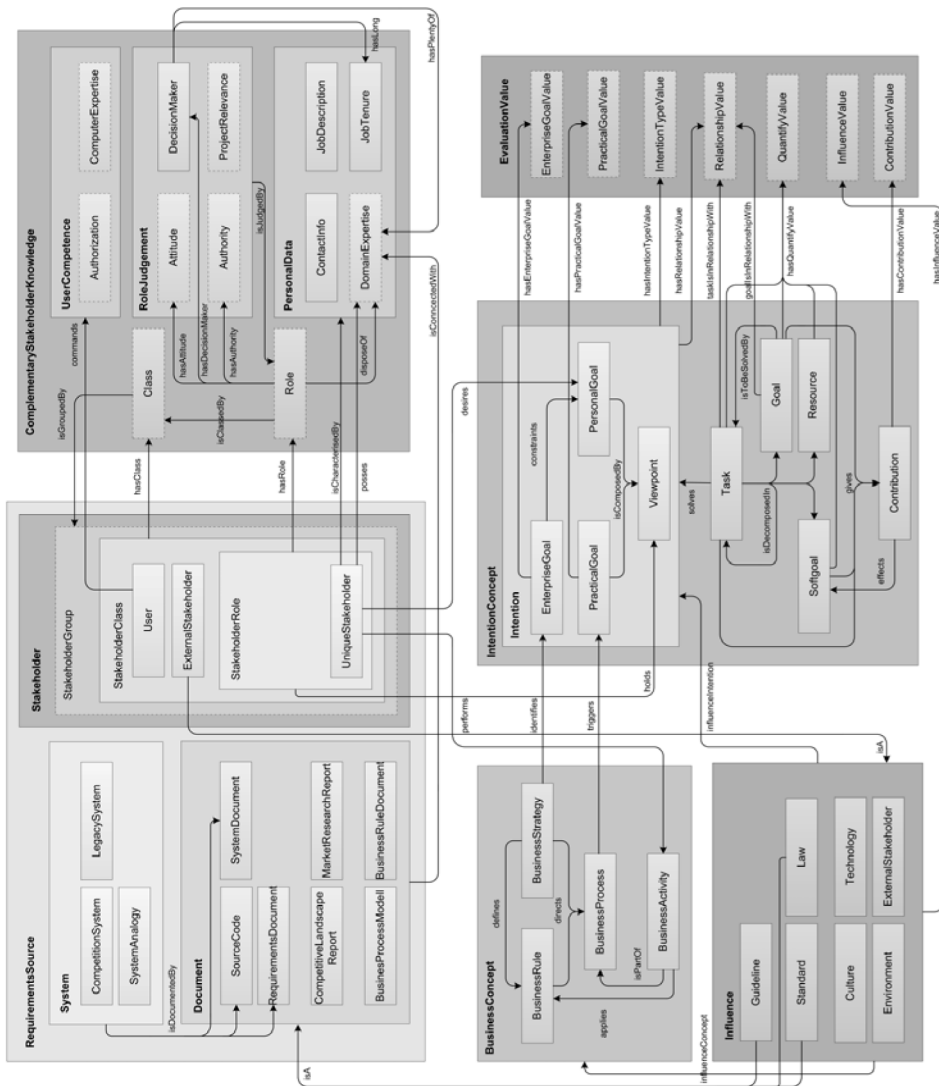 RequirementsSource
System
CompetitionSystem
LegacySystem
SystemAnalogy
isDocumentedBy
Document
SourceCode
SystemDocument
RequirementsDocument
CompetitiveLandscape
Report
MarketResearchReport
BusinesProcessModell
BusinessRuleDocument
isA
Stakeholder
StakeholderGroup
StakeholderClass
User
ExternalStakeholder
StakeholderRole
UniqueStakeholder
isGroupedBy
commands
hasClass
hasRole
isCharacterisedBy
posses
ComplementaryStakeholderKnowledge
Class
isClassedBy
Role
UserCompetence
Authorization
ComputerExpertise
RoleJudgement
Attitude
DecisionMaker
Authority
ProjectRelevance
hasAttitude
hasDecisionMaker
hasAuthority
isJudgedBy
disposeOf
PersonalData
ContactInfo
JobDescription
DomainExpertise
JobTenure
hasLong
hasPlentyOf
isConncectedWith
BusinessConcept
defines
BusinessRule
BusinessStrategy
directs
BusinessProcess
isPartOf
BusinessActivity
applies
performs
identifies
triggers
holds
desires
influenceIntention
isA
influenceConcept
Influence
Guideline
Standard
Law
Culture
Technology
Environment
ExternalStakeholder
IntentionConcept
Intention
EnterpriseGoal
constraints
PracticalGoal
PersonalGoal
isComposedBy
Viewpoint
solves
Task
isDecomposedIn
isToBeSolvedBy
Goal
Resource
Softgoal
gives
effects
Contribution
hasEnterpriseGoalValue
hasPracticalGoalValue
hasIntentionTypeValue
hasRelationshipValue
taskIsInRelationshipWith
goalIsInRelationshipWith
hasQuantifyValue
hasContributionValue
hasInfluenceValue
EvaluationValue
EnterpriseGoalValue
PracticalGoalValue
IntentionTypeValue
RelationshipValue
QuantifyValue
InfluenceValue
ContributionValue